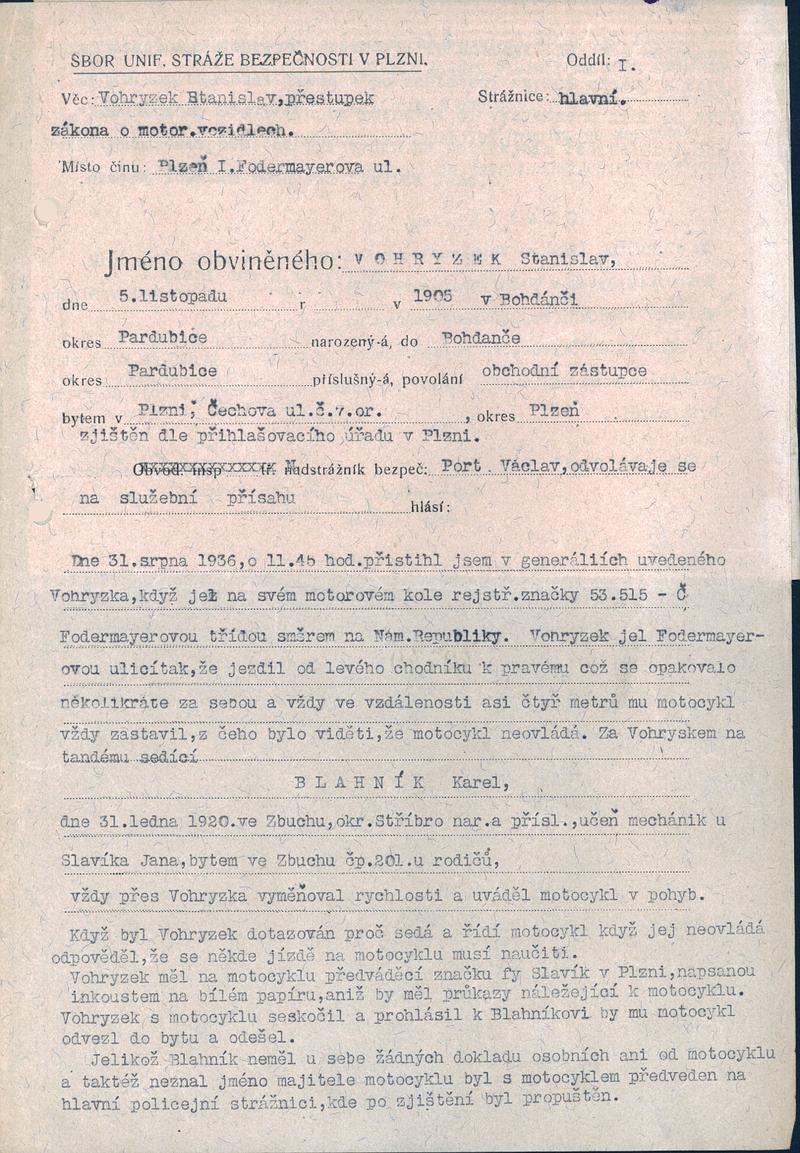 SBOR UNIF. STRÁŽE BEZPEČNOSTI V PLZNI. Oddíl: I.
Věc: Vohryzek Stanislav,přestupek Strážnice: hlavní.
zákona o motor.vozidlech.
Místo činu: Plzeň I.Fodermayerova ul.
Jméno obviněného: V O H R Y Z E K Stanislav,
dne 5.listopadu r v 1905 v Bohdánči
okres Pardubice narozený-á, do Bohdanče
okres Pardubice příslušný-á, povolání obchodní zástupce
bytem v Plzni, Čechova ul.č.7.or. , okres Plzeň
zjištěn dle přihlašovacího úřadu v Plzni.
Obvod. insp. tř. Nadstrážník bezpeč: Port Václav,odvolávaje se
na služební přísahu hlásí:
Dne 31.srpna 1936,o 11.45 hod.přistihl jsem v generáliích uvedeného
Vohryzka,když jel na svém motorovém kole rejstř.značky 53.515 - Č
Fodermayerovou třídou směrem na Nám.Republiky. Vohryzek jel Fodermayer-
ovou ulicítak,že jezdil od levého chodníku k pravému což se opakovalo
několikráte za sebou a vždy ve vzdálenosti asi čtyř metrů mu motocykl
vždy zastavil,z čeho bylo viděti,že motocykl neovládá. Za Vohryskem na
tandému sedící
B L A H N Í K Karel,
dne 31.ledna 1920.ve Zbuchu,okr.Stříbro nar.a přísl.,učeň mechánik u
Slavíka Jana,bytem ve Zbuchu čp.201.u rodičů,
vždy přes Vohryzka vyměňoval rychlosti a uváděl motocykl v pohyb.
Když byl Vohryzek dotazován proč sedá a řídí motocykl když jej neovládá
odpověděl,že se někde jízdě na motocyklu musí naučiti.
Vohryzek měl na motocyklu předváděcí značku fy Slavík v Plzni,napsanou
inkoustem na bílém papíru,aniž by měl průkazy náležející k motocyklu.
Vohryzek s motocyklu seskočil a prohlásil k Blahníkovi by mu motocykl
odvezl do bytu a odešel.
Jelikož Blahník neměl u sebe žádných dokladu osobních ani od motocyklu
a taktéž neznal jméno majitele motocyklu byl s motocyklem předveden na
hlavní policejní strážnici,kde po zjištění byl propuštěn.